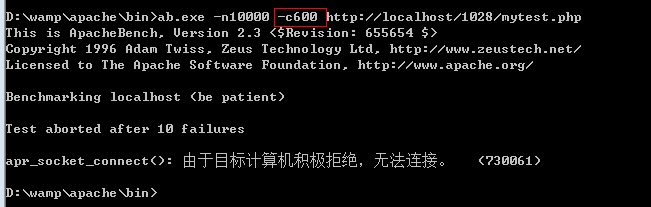 D:\wamp\apache\bin>ab.exe -n10000 -c600 http://localhost/1028/mytest.php
This is ApacheBench, Version 2.3 <$Revision: 655654 $>
Copyright 1996 Adam Twiss, Zeus Technology Ltd, http://www.zeustech.net/
Licensed to The Apache Software Foundation, http://www.apache.org/
Benchmarking localhost (be patient)
Test aborted after 10 failures
apr_socket_connect(): 由于目标计算机积极拒绝，无法连接。 (730061)
D:\wamp\apache\bin>